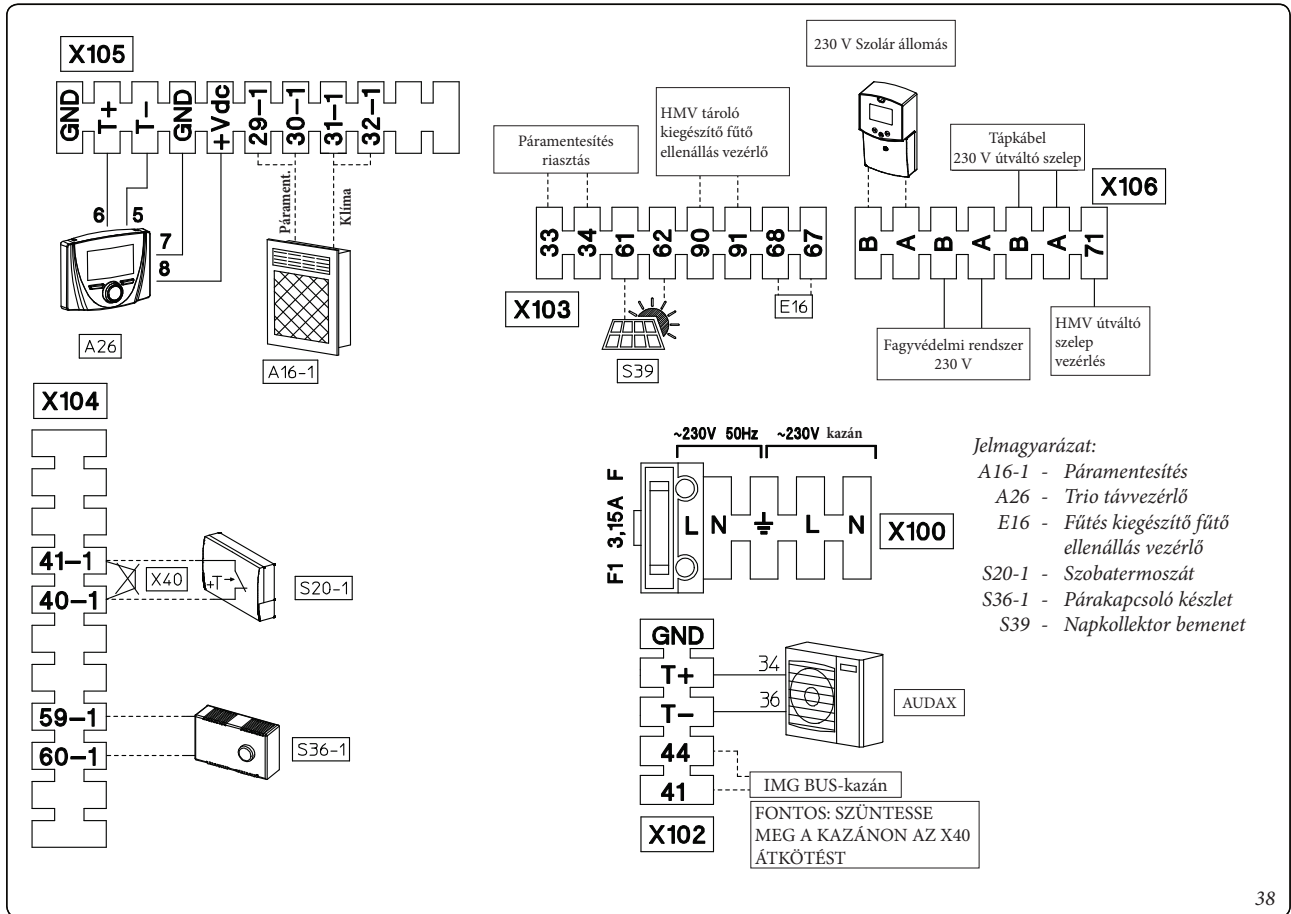 X105
GND
T+
T-
GND
+Vdc
29-1
30-1
31-1
32-1
6
5
7
8
Párament.
Klíma
A26
A16-1
Páramentesítés
riasztás
HMV tároló
kiegészítő fűtő
ellenállás vezérlő
33
34
61
62
90
91
68
67
X103
E16
S39
230 V Szolár állomás
Tápkábel
230 V útváltó szelep
X106
B
A
B
A
B
A
71
Fagyvédelmi rendszer
230 V
HMV útváltó
szelep
vezérlés
X104
41-1
40-1
X40
+T
S20-1
59-1
60-1
S36-1
~230V 50Hz
~230V kazán
F1 3,15A F
L
N
L
N
X100
GND
T+
T-
44
41
X102
34
36
AUDAX
IMG BUS-kazán
FONTOS: SZÜNTESSE
MEG A KAZÁNON AZ X40
ÁTKÖTÉST
Jelmagyarázat:
A16-1 - Páramentesítés
A26 - Trio távvezérlő
E16 - Fűtés kiegészítő fűtő
ellenállás vezérlő
S20-1 - Szobatermoszát
S36-1 - Párakapcsoló készlet
S39 - Napkollektor bemenet
38